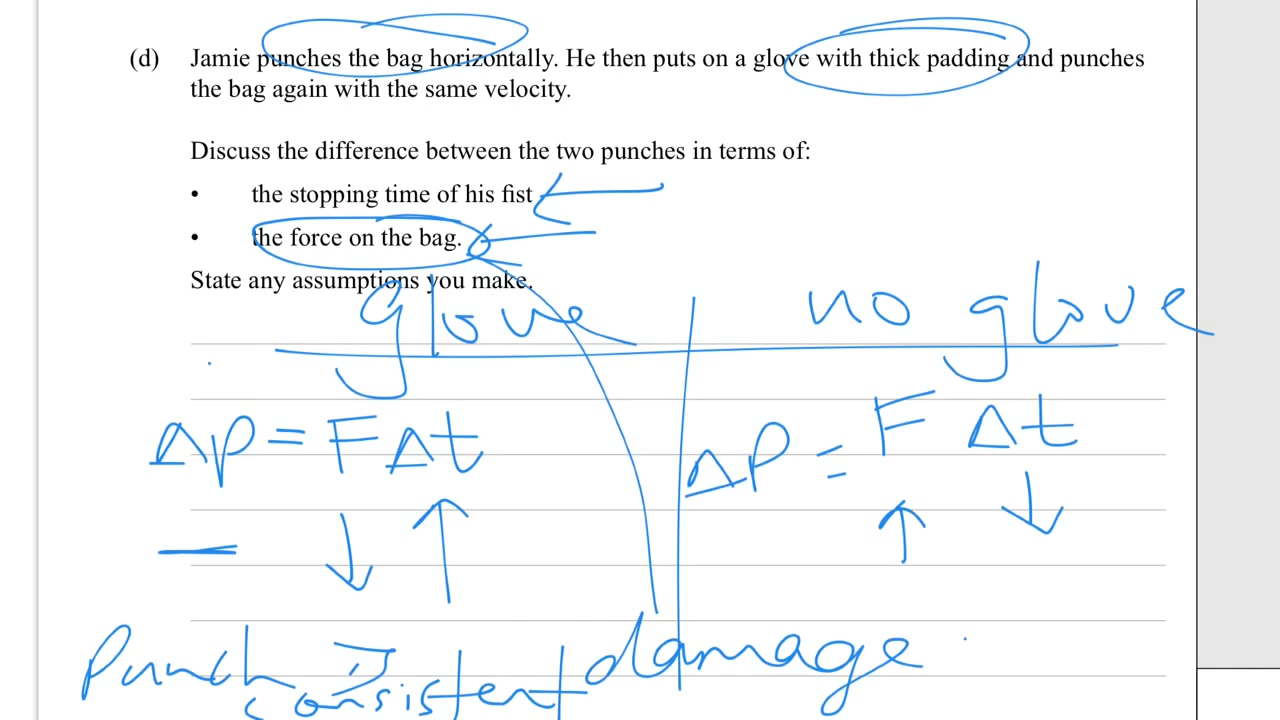 (d) Jamie punches the bag horizontally. He then puts on a glove with thick padding and punches
the bag again with the same velocity.
Discuss the difference between the two punches in terms of:
• the stopping time of his fist
• the force on the bag.
State any assumptions you make.
glove no glove
Δp = FΔt ΔP = F Δt
↓ ↑ ↑ ↓
Punch is damage
consistent